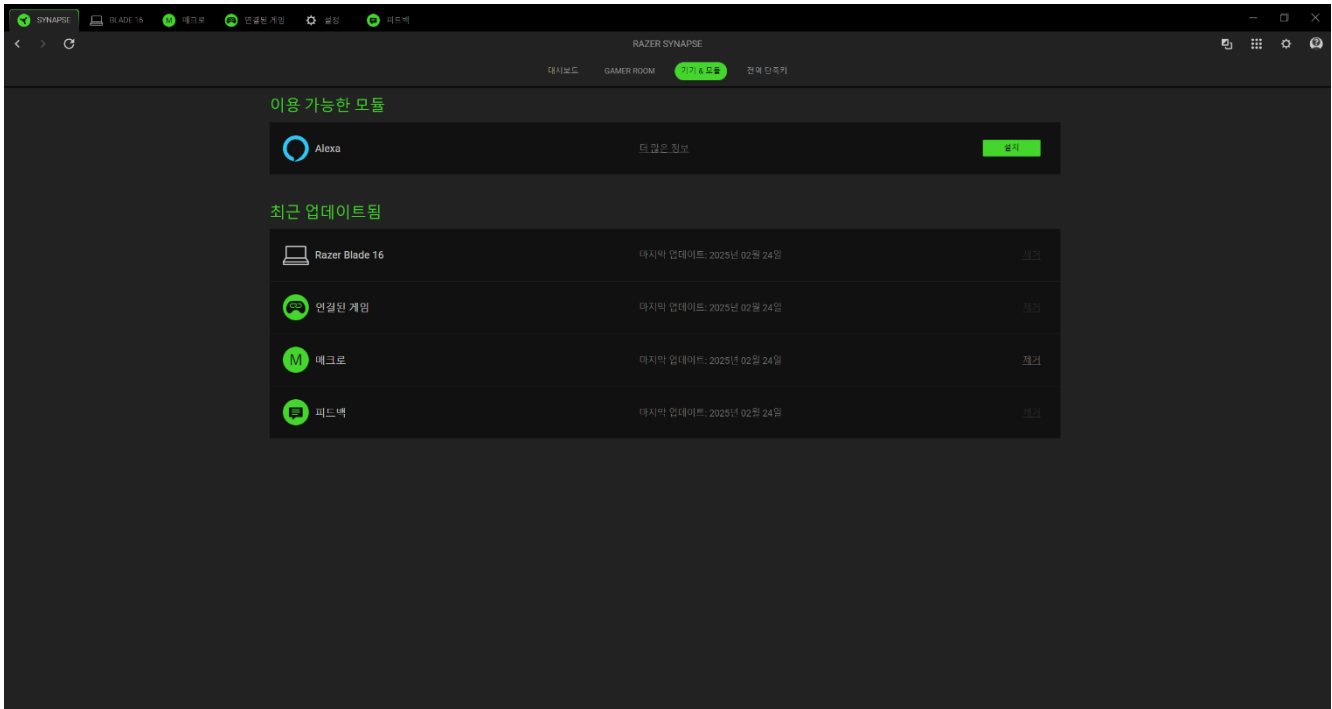 SYNAPSE BLADE 16 M 매크로 연결된 게임 설정 피드백
RAZER SYNAPSE
대시보드 GAMER ROOM 기기 & 모듈 전역 단축키
이용 가능한 모듈
Alexa 더 많은 정보 설치
최근 업데이트됨
Razer Blade 16 마지막 업데이트: 2025년 02월 24일 제거
연결된 게임 마지막 업데이트: 2025년 02월 24일 제거
M 매크로 마지막 업데이트: 2025년 02월 24일 제거
피드백 마지막 업데이트: 2025년 02월 24일 제거